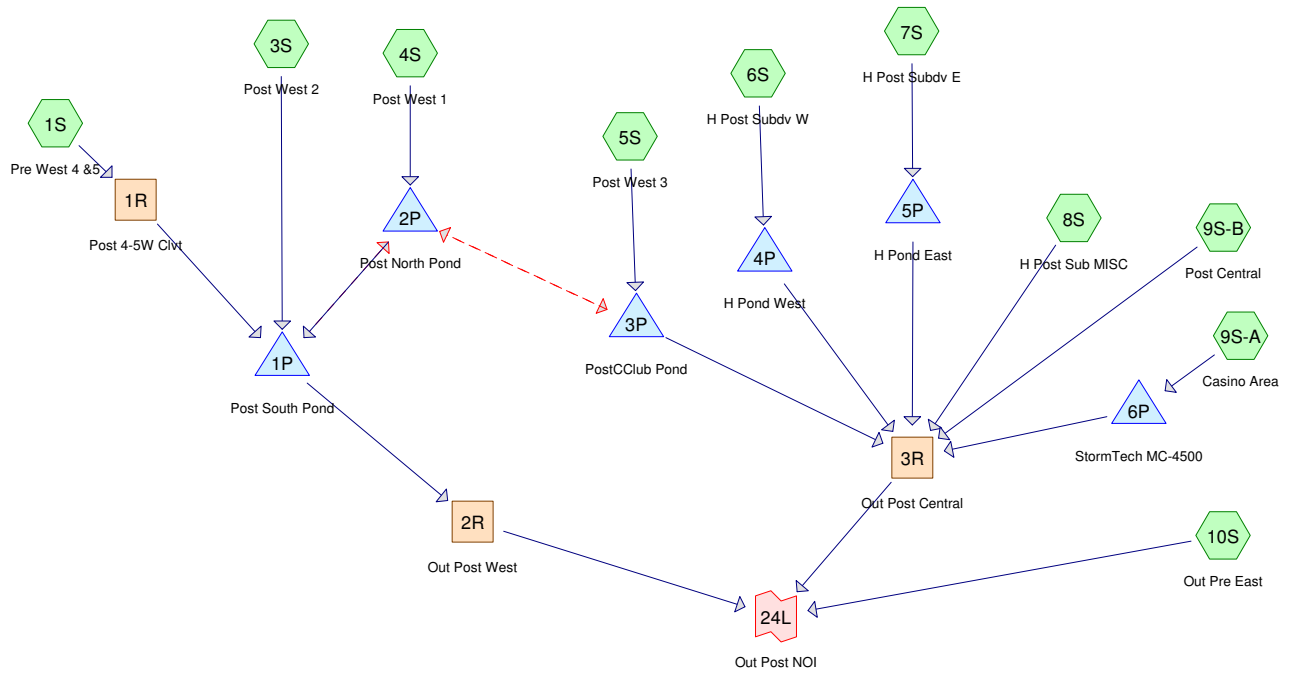 7S
3S
4S
H Post Subdv E
6S
Post West 2
Post West 1
H Post Subdv W
1S
5S
Pre West 4 &5
Post West 3
1R
2P
5P
8S
9S-B
Post 4-5W Clvt
Post North Pond
4P
H Pond East
H Post Sub MISC
Post Central
H Pond West
3P
9S-A
1P
PostCClub Pond
Casino Area
Post South Pond
6P
3R
StormTech MC-4500
Out Post Central
2R
10S
Out Post West
Out Pre East
24L
Out Post NOI